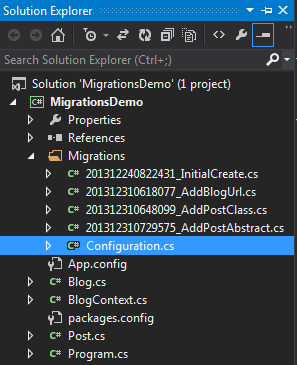 Solution Explorer
Search Solution Explorer (Ctrl+;)
Solution 'MigrationsDemo' (1 project)
C# MigrationsDemo
Properties
References
Migrations
C# 201312240822431_InitialCreate.cs
C# 201312310618077_AddBlogUrl.cs
C# 201312310648099_AddPostClass.cs
C# 201312310729575_AddPostAbstract.cs
C# Configuration.cs
App.config
C# Blog.cs
C# BlogContext.cs
packages.config
C# Post.cs
C# Program.cs